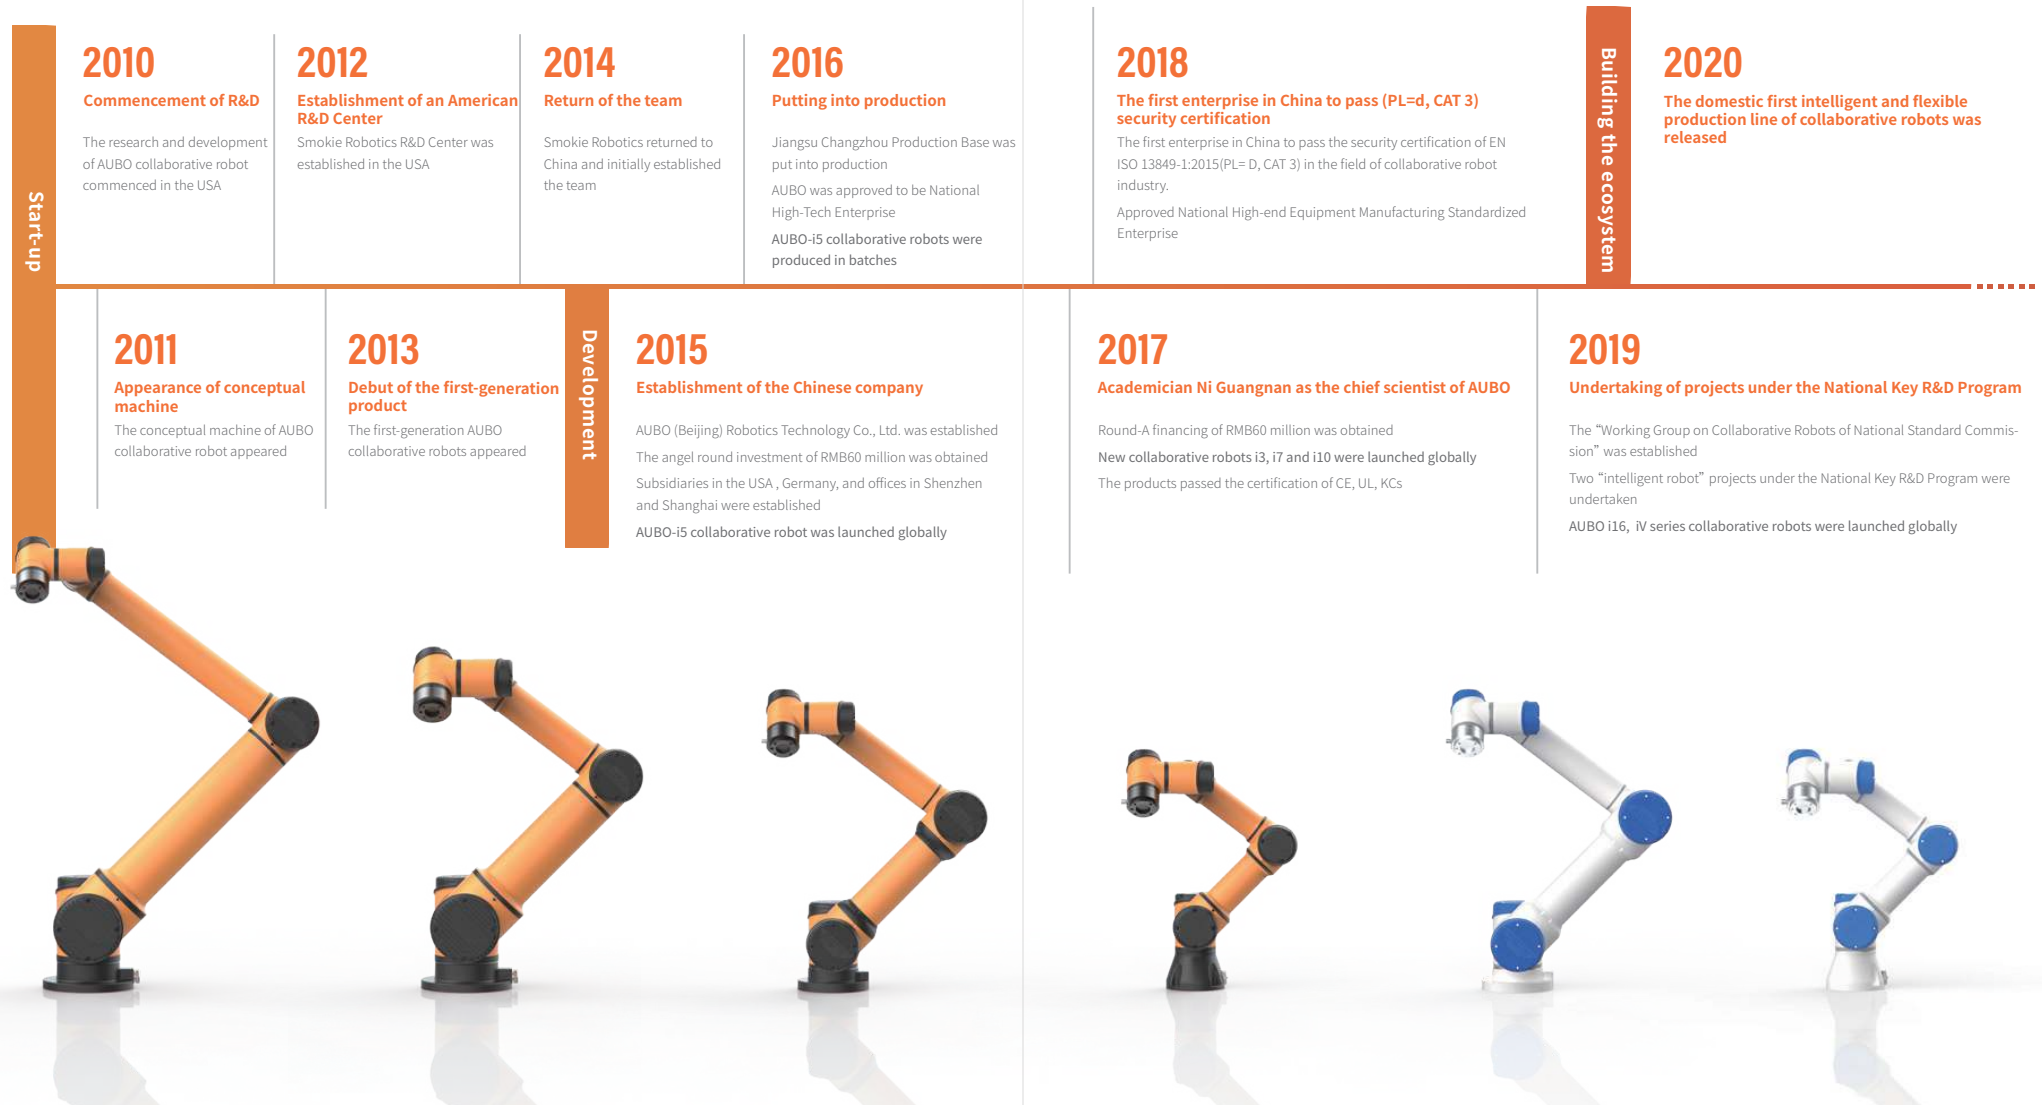 Start-up
2010
Commencement of R&D
The research and development
of AUBO collaborative robot
commenced in the USA
2012
Establishment of an American
R&D Center
Smokie Robotics R&D Center was
established in the USA
2014
Return of the team
Smokie Robotics returned to
China and initially established
the team
2016
Putting into production
Jiangsu Changzhou Production Base was
put into production
AUBO was approved to be National
High-Tech Enterprise
AUBO-i5 collaborative robots were
produced in batches
2018
The first enterprise in China to pass (PL=d, CAT 3)
security certification
The first enterprise in China to pass the security certification of EN
ISO 13849-1:2015(PL= D, CAT 3) in the field of collaborative robot
industry.
Approved National High-end Equipment Manufacturing Standardized
Enterprise
Building the ecosystem
2020
The domestic first intelligent and flexible
production line of collaborative robots was
released
2011
Appearance of conceptual
machine
The conceptual machine of AUBO
collaborative robot appeared
2013
Debut of the first-generation
product
The first-generation AUBO
collaborative robots appeared
Development
2015
Establishment of the Chinese company
AUBO (Beijing) Robotics Technology Co., Ltd. was established
The angel round investment of RMB60 million was obtained
Subsidiaries in the USA , Germany, and offices in Shenzhen
and Shanghai were established
AUBO-i5 collaborative robot was launched globally
2017
Academician Ni Guangnan as the chief scientist of AUBO
Round-A financing of RMB60 million was obtained
New collaborative robots i3, i7 and i10 were launched globally
The products passed the certification of CE, UL, KCs
2019
Undertaking of projects under the National Key R&D Program
The “Working Group on Collaborative Robots of National Standard Commis-
sion” was established
Two “intelligent robot” projects under the National Key R&D Program were
undertaken
AUBO i16, iV series collaborative robots were launched globally